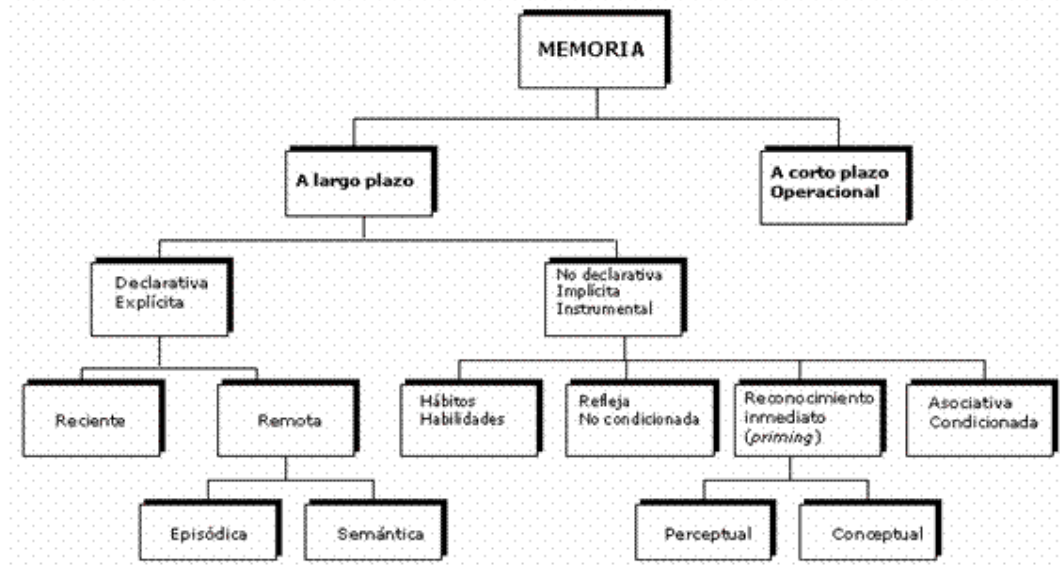 MEMORIA
A largo plazo
A corto plazo
Operacional
Declarativa
Explícita
No declarativa
Implícita
Instrumental
Reciente
Remota
Hábitos
Habilidades
Refleja
No condicionada
Reconocimiento
inmediato
(priming)
Asociativa
Condicionada
Episódica
Semántica
Perceptual
Conceptual